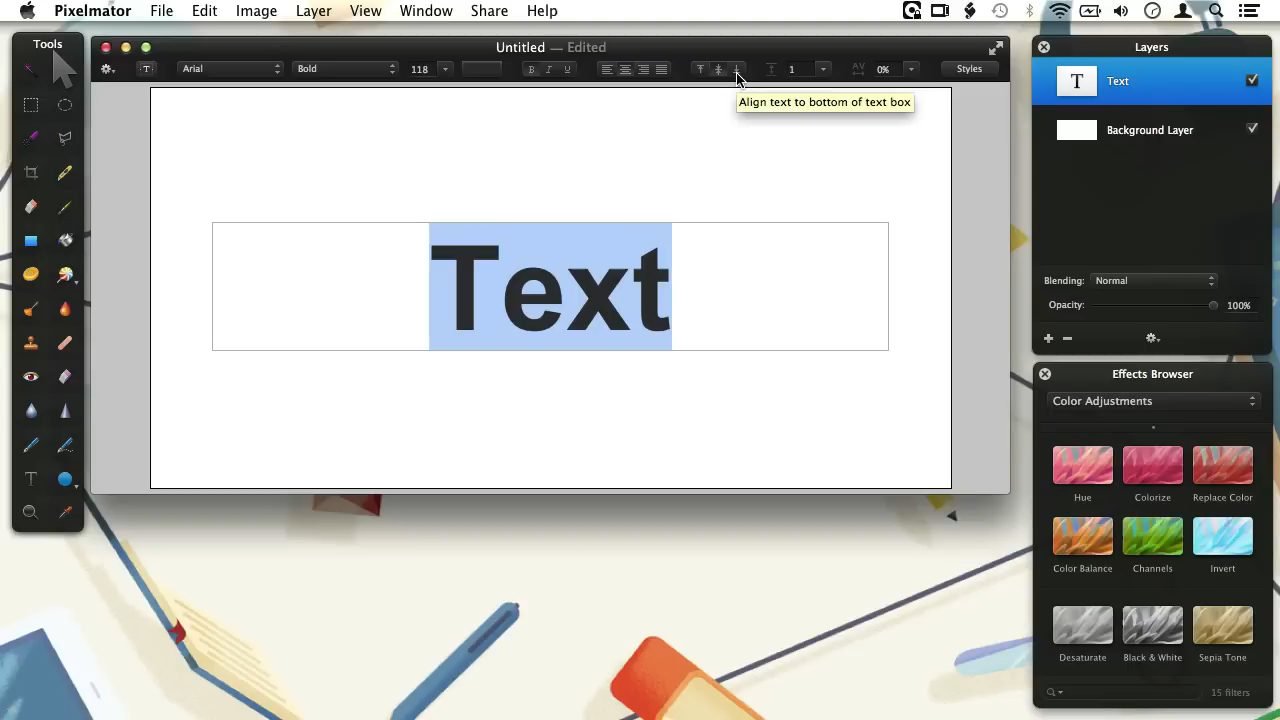 Pixelmator File Edit Image Layer View Window Share Help
Tools
Untitled — Edited
T Arial Bold 118 B I U 1 AV 0% Styles
Align text to bottom of text box
Text
T
Layers
T Text
Background Layer
Blending: Normal
Opacity: 100%
Effects Browser
Color Adjustments
Hue Colorize Replace Color
Color Balance Channels Invert
Desaturate Black & White Sepia Tone
15 filters